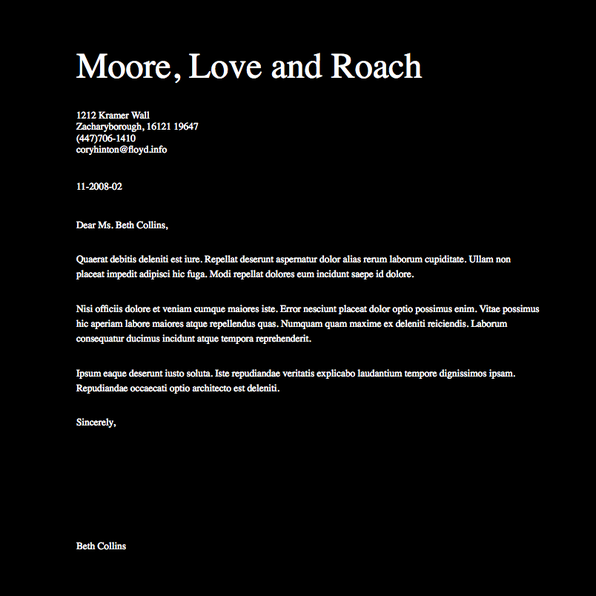 Moore, Love and Roach
1212 Kramer Wall
Zacharyborough, 16121 19647
(447)706-1410
coryhinton@floyd.info
11-2008-02
Dear Ms. Beth Collins,
Quaerat debitis deleniti est iure. Repellat deserunt aspernatur dolor alias rerum laborum cupiditate. Ullam non
placeat impedit adipisci hic fuga. Modi repellat dolores eum incidunt saepe id dolore.
Nisi officiis dolore et veniam cumque maiores iste. Error nesciunt placeat dolor optio possimus enim. Vitae possimus
hic aperiam labore maiores atque repellendus quas. Numquam quam maxime ex deleniti reiciendis. Laborum
consequatur ducimus incidunt atque tempora reprehenderit.
Ipsum eaque deserunt iusto soluta. Iste repudiandae veritatis explicabo laudantium tempore dignissimos ipsam.
Repudiandae occaecati optio architecto est deleniti.
Sincerely,
Beth Collins